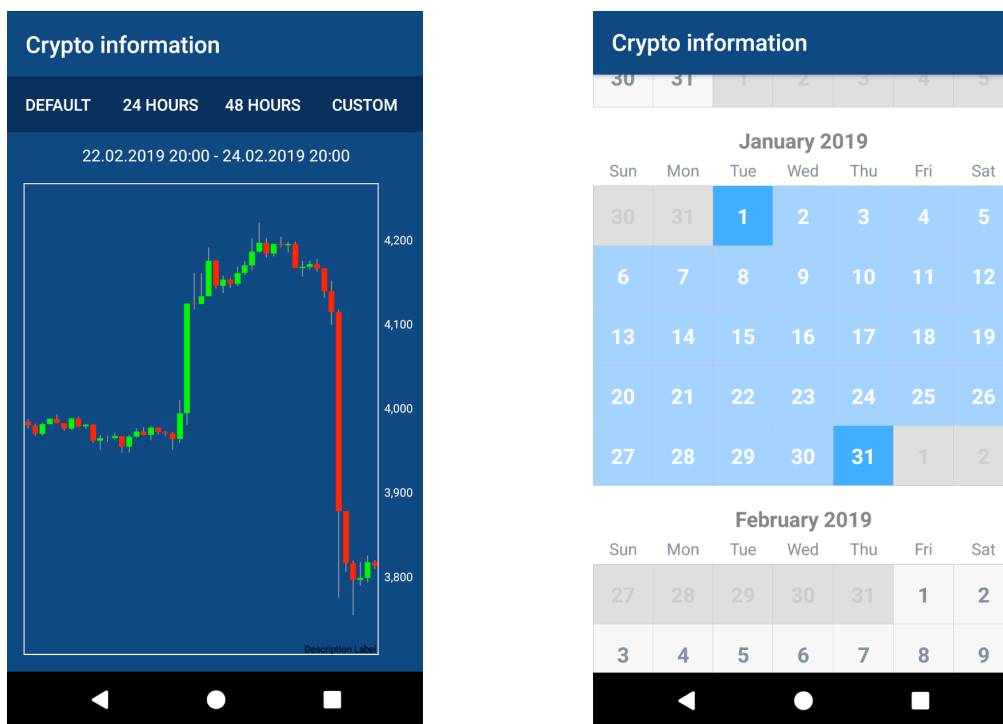 Crypto information
DEFAULT 24 HOURS 48 HOURS CUSTOM
22.02.2019 20:00 - 24.02.2019 20:00
4,200
4,100
4,000
3,900
3,800
Description Label
Crypto information
30 31 1 2 3 4 5
January 2019
Sun Mon Tue Wed Thu Fri Sat
30 31 1 2 3 4 5
6 7 8 9 10 11 12
13 14 15 16 17 18 19
20 21 22 23 24 25 26
27 28 29 30 31 1 2
February 2019
Sun Mon Tue Wed Thu Fri Sat
27 28 29 30 31 1 2
3 4 5 6 7 8 9